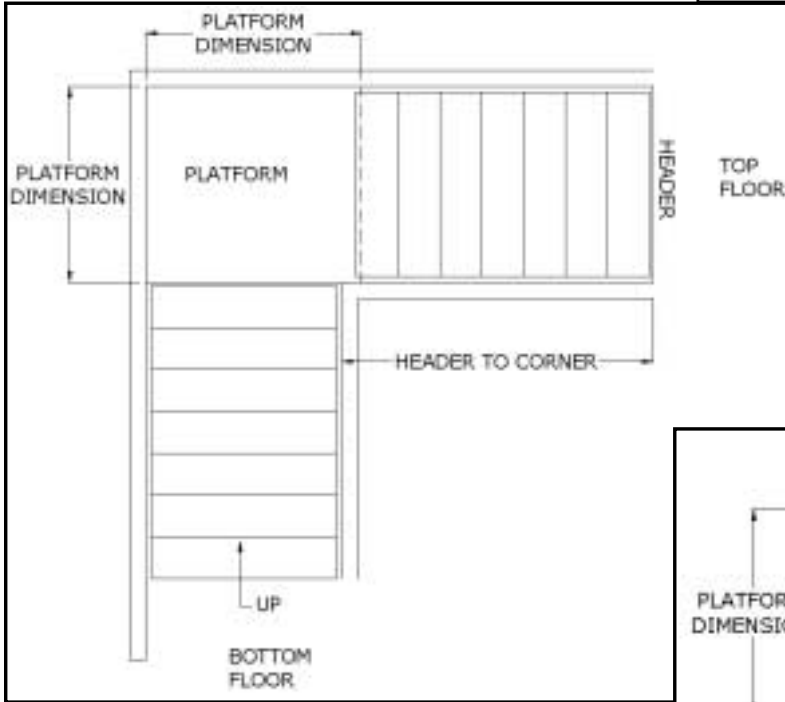 PLATFORM
DIMENSION
PLATFORM
DIMENSION
PLATFORM
HEADER
TOP
FLOOR
HEADER TO CORNER
UP
BOTTOM
FLOOR